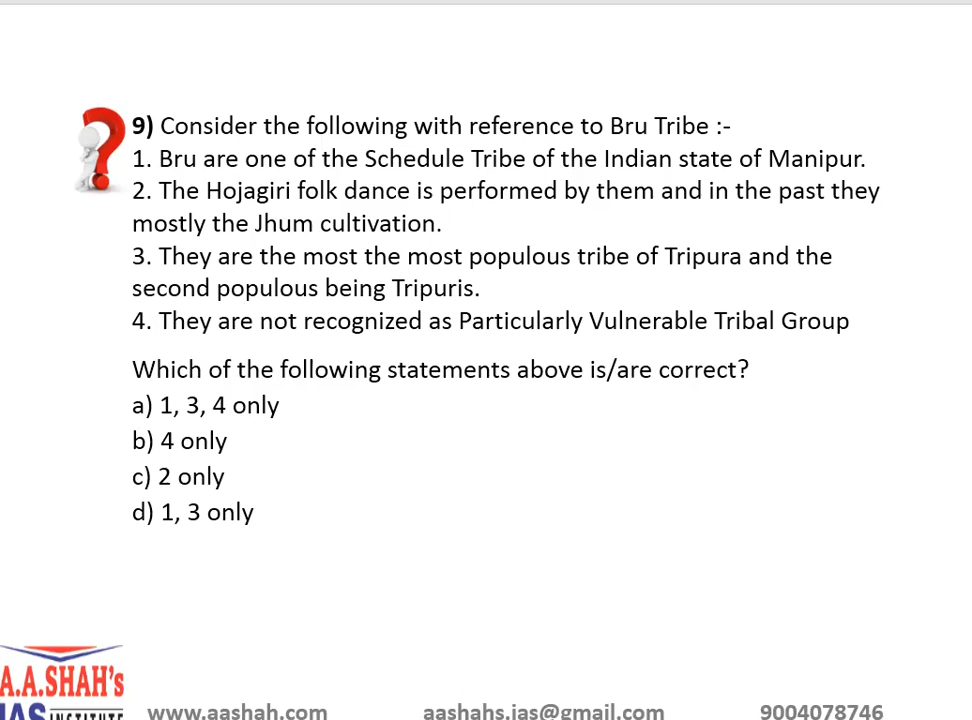 9) Consider the following with reference to Bru Tribe :-
1. Bru are one of the Schedule Tribe of the Indian state of Manipur.
2. The Hojagiri folk dance is performed by them and in the past they
mostly the Jhum cultivation.
3. They are the most the most populous tribe of Tripura and the
second populous being Tripuris.
4. They are not recognized as Particularly Vulnerable Tribal Group
Which of the following statements above is/are correct?
a) 1, 3, 4 only
b) 4 only
c) 2 only
d) 1, 3 only
A.A.SHAH's
IAS INSTITUTE
www.aashah.com aashahs.ias@gmail.com 9004078746